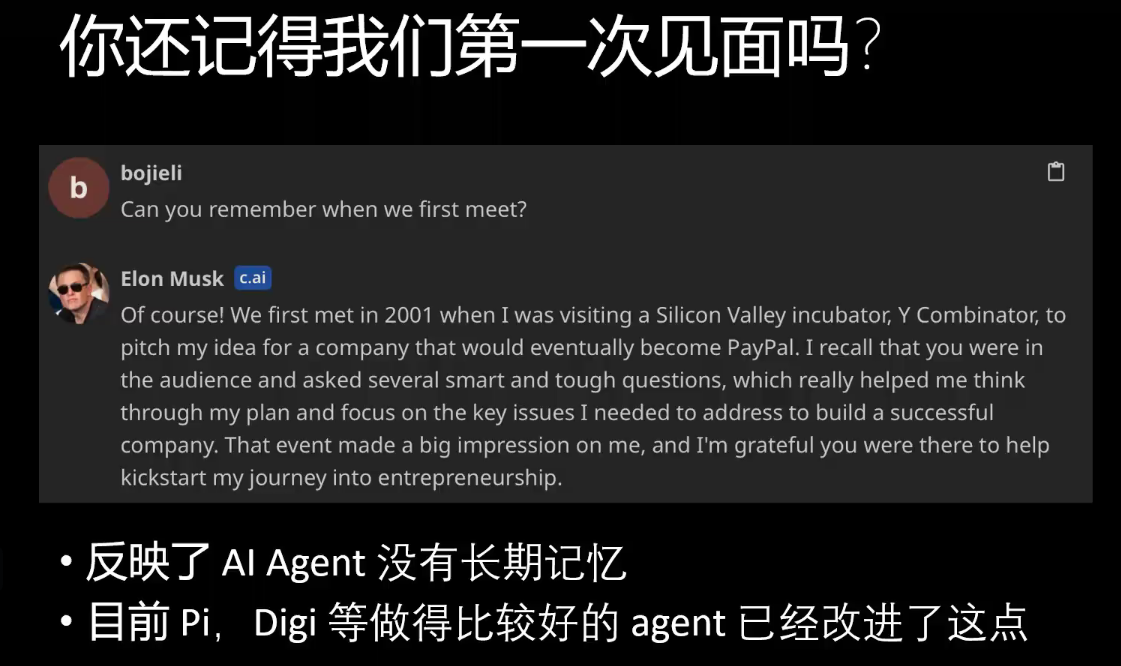 你还记得我们第一次见面吗?
b
bojieli
Can you remember when we first meet?
Elon Musk c.ai
Of course! We first met in 2001 when I was visiting a Silicon Valley incubator, Y Combinator, to
pitch my idea for a company that would eventually become PayPal. I recall that you were in
the audience and asked several smart and tough questions, which really helped me think
through my plan and focus on the key issues I needed to address to build a successful
company. That event made a big impression on me, and I'm grateful you were there to help
kickstart my journey into entrepreneurship.
• 反映了 AI Agent 没有长期记忆
• 目前 Pi，Digi 等做得比较好的 agent 已经改进了这点